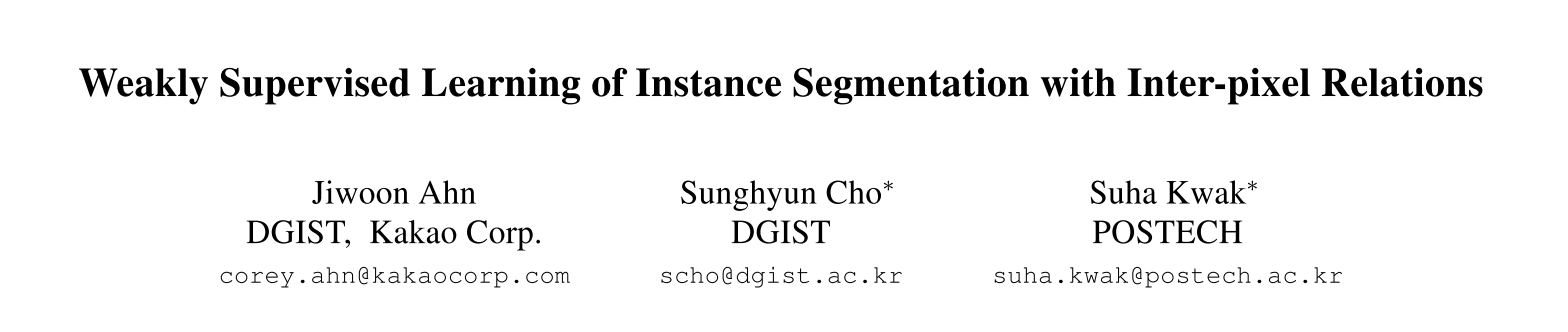 Weakly Supervised Learning of Instance Segmentation with Inter-pixel Relations
Jiwoon Ahn
DGIST, Kakao Corp.
corey.ahn@kakaocorp.com
Sunghyun Cho*
DGIST
scho@dgist.ac.kr
Suha Kwak*
POSTECH
suha.kwak@postech.ac.kr